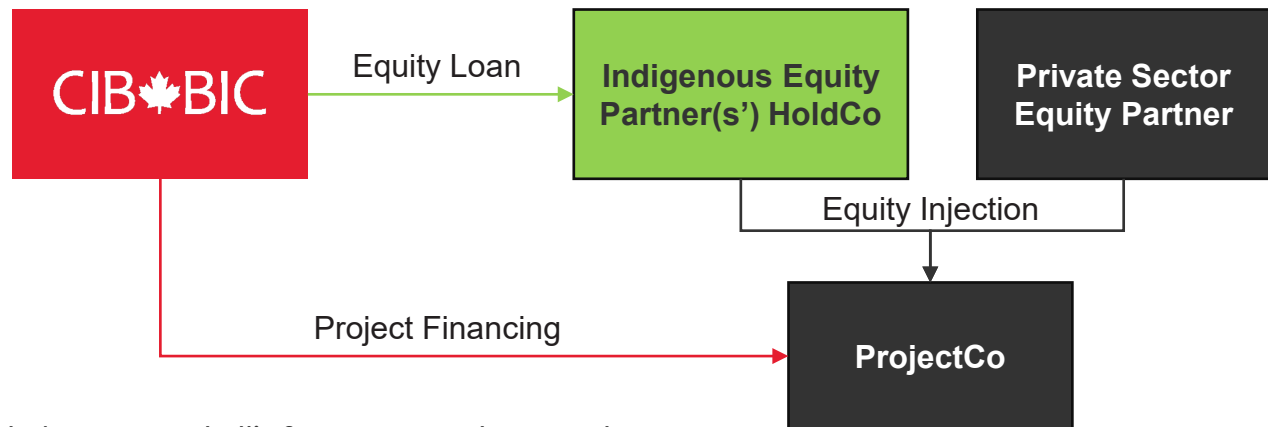 CIB BIC
Equity Loan
Indigenous Equity
Partner(s') HoldCo
Private Sector
Equity Partner
Equity Injection
Project Financing
ProjectCo